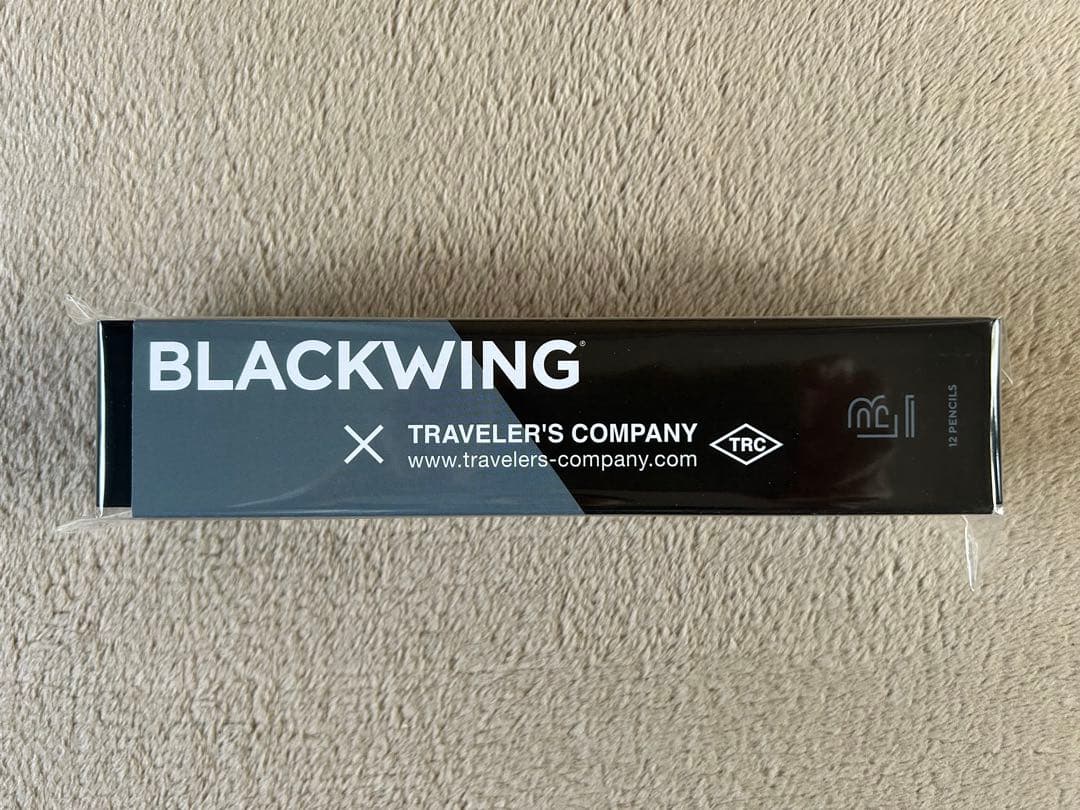 BLACKWING®
× TRAVELER'S COMPANY
www.travelers-company.com
TRC
12 PENCILS